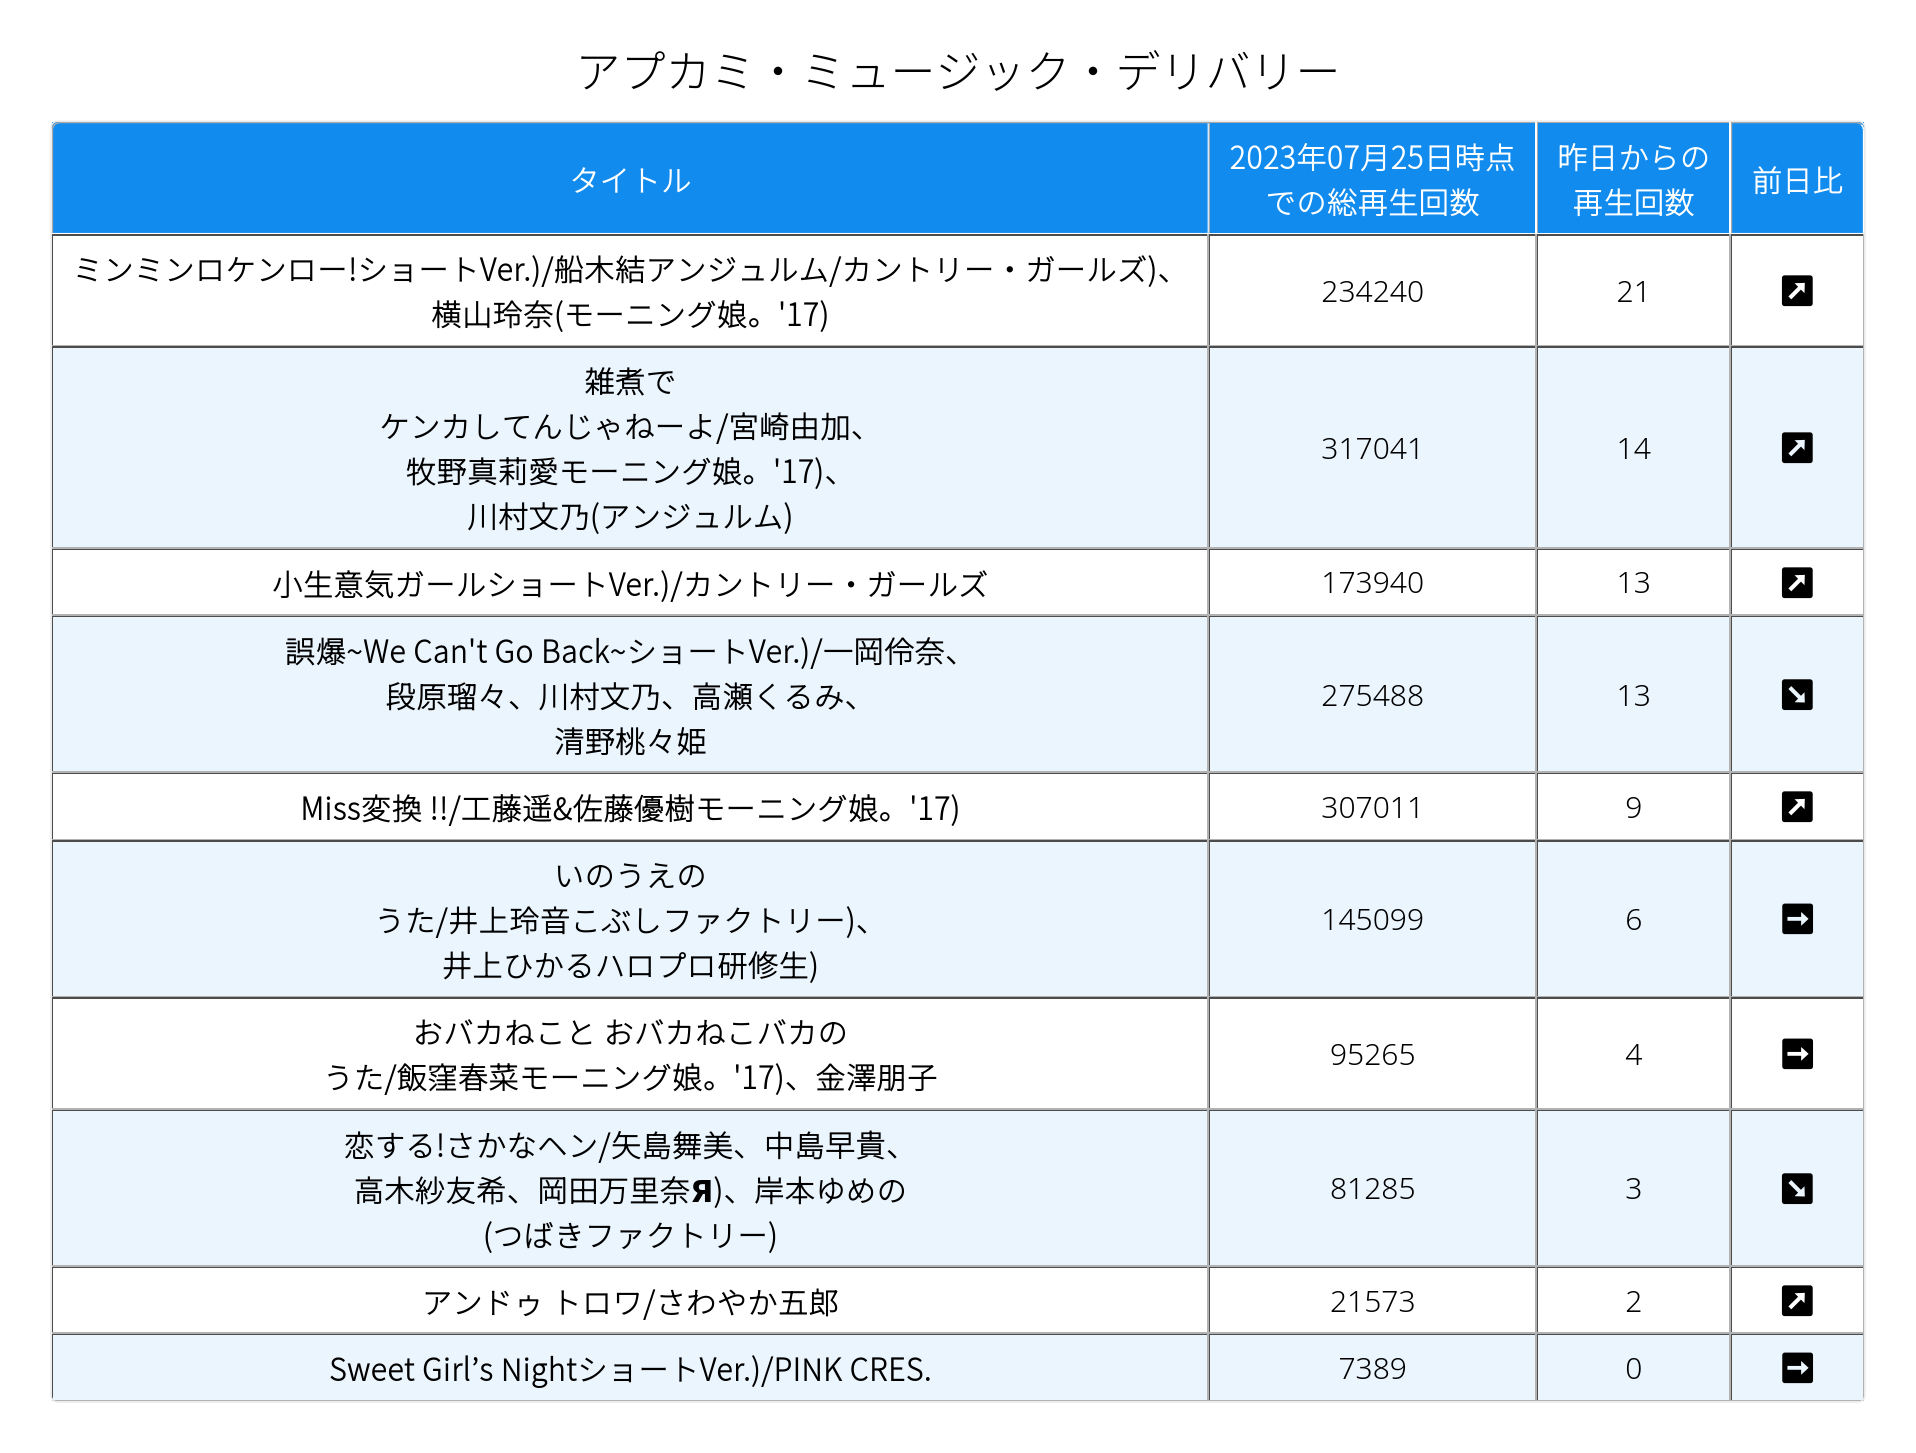 アプカミ・ミュージック・デリバリー
タイトル
2023年07月25日時点
での総再生回数
昨日からの
再生回数
前日比
ミンミンロケンロー!ショートVer.)/船木結アンジュルム/カントリー・ガールズ)、
横山玲奈(モーニング娘。'17)
234240
21
↗
雑煮で
ケンカしてんじゃねーよ/宮崎由加、
牧野真莉愛モーニング娘。'17)、
川村文乃(アンジュルム)
317041
14
↗
小生意気ガールショートVer.)/カントリー・ガールズ
173940
13
↗
誤爆~We Can't Go Back~ショートVer.)/一岡伶奈、
段原瑠々、川村文乃、高瀬くるみ、
清野桃々姫
275488
13
↘
Miss変換 !!/工藤遥&佐藤優樹モーニング娘。'17)
307011
9
↗
いのうえの
うた/井上玲音こぶしファクトリー)、
井上ひかるハロプロ研修生)
145099
6
→
おバカねこと おバカねこバカの
うた/飯窪春菜モーニング娘。'17)、金澤朋子
95265
4
→
恋する!さかなヘン/矢島舞美、中島早貴、
高木紗友希、岡田万里奈Я)、岸本ゆめの
(つばきファクトリー)
81285
3
↘
アンドゥ トロワ/さわやか五郎
21573
2
↗
Sweet Girl’s NightショートVer.)/PINK CRES.
7389
0
→